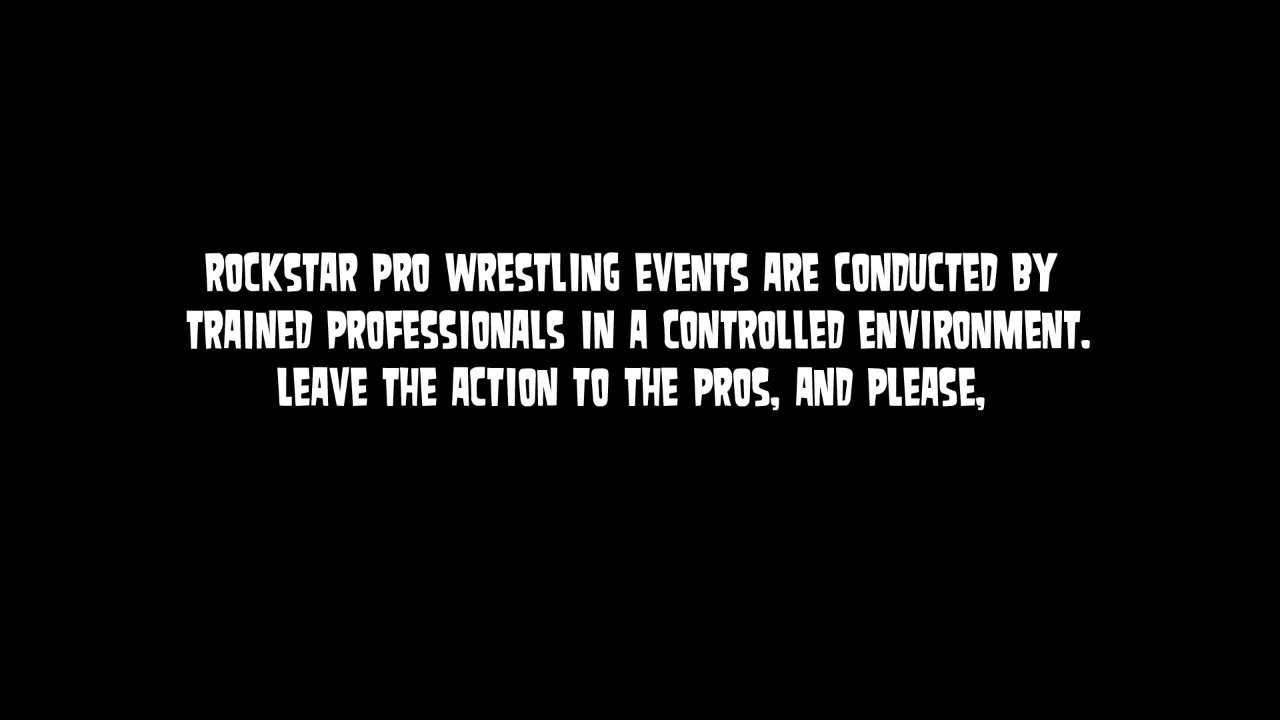 ROCKSTAR PRO WRESTLING EVENTS ARE CONDUCTED BY
TRAINED PROFESSIONALS IN A CONTROLLED ENVIRONMENT.
LEAVE THE ACTION TO THE PROS, AND PLEASE,